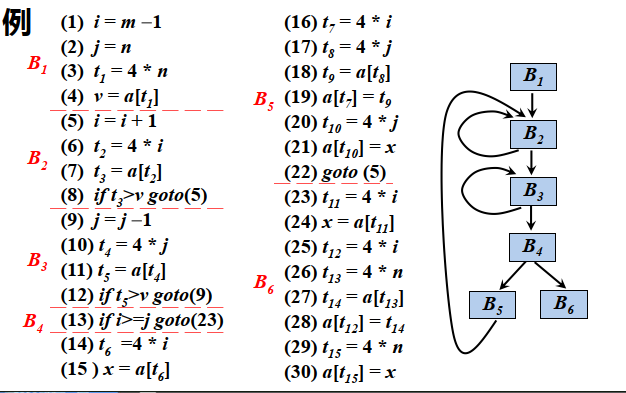 例
(1) i = m –1
(2) j = n
B₁ (3) t₁ = 4 * n
(4) v = a[t₁]
(5) i = i + 1
B₂ (6) t₂ = 4 * i
(7) t₃ = a[t₂]
(8) if t₃>v goto(5)
(9) j = j –1
B₃ (10) t₄ = 4 * j
(11) t₅ = a[t₄]
(12) if t₅>v goto(9)
B₄ (13) if i>=j goto(23)
(14) t₆ =4 * i
(15 ) x = a[t₆]
(16) t₇ = 4 * i
(17) t₈ = 4 * j
(18) t₉ = a[t₈]
B₅ (19) a[t₇] = t₉
(20) t₁₀ = 4 * j
(21) a[t₁₀] = x
(22) goto (5)
(23) t₁₁ = 4 * i
(24) x = a[t₁₁]
(25) t₁₂ = 4 * i
B₆ (26) t₁₃ = 4 * n
(27) t₁₄ = a[t₁₃]
(28) a[t₁₂] = t₁₄
(29) t₁₅ = 4 * n
(30) a[t₁₅] = x
B₁
B₂
B₃
B₄
B₅ B₆